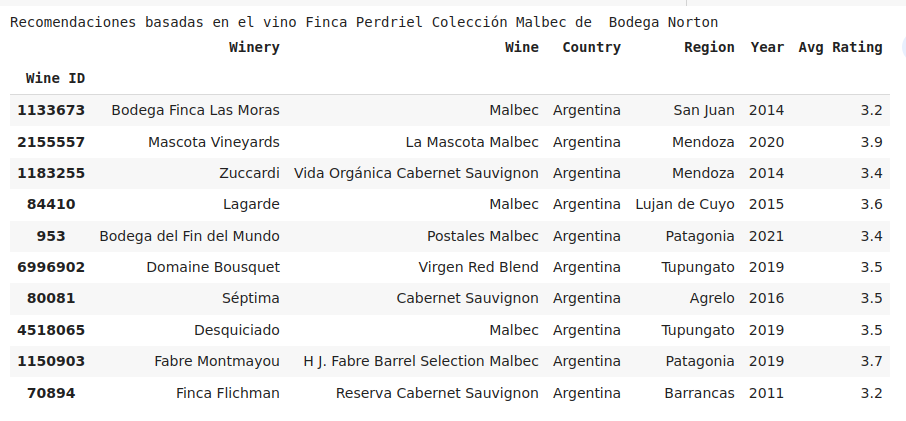 Recomendaciones basadas en el vino Finca Perdriel Colección Malbec de  Bodega Norton
Winery Wine Country Region Year Avg Rating
Wine ID
1133673 Bodega Finca Las Moras Malbec Argentina San Juan 2014 3.2
2155557 Mascota Vineyards La Mascota Malbec Argentina Mendoza 2020 3.9
1183255 Zuccardi Vida Orgánica Cabernet Sauvignon Argentina Mendoza 2014 3.4
84410 Lagarde Malbec Argentina Lujan de Cuyo 2015 3.6
953 Bodega del Fin del Mundo Postales Malbec Argentina Patagonia 2021 3.4
6996902 Domaine Bousquet Virgen Red Blend Argentina Tupungato 2019 3.5
80081 Séptima Cabernet Sauvignon Argentina Agrelo 2016 3.5
4518065 Desquiciado Malbec Argentina Tupungato 2019 3.5
1150903 Fabre Montmayou H J. Fabre Barrel Selection Malbec Argentina Patagonia 2019 3.7
70894 Finca Flichman Reserva Cabernet Sauvignon Argentina Barrancas 2011 3.2